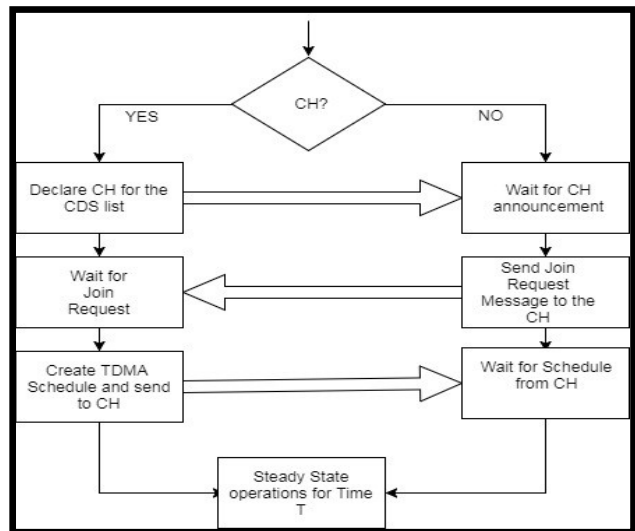 CH?
YES
NO
Declare CH for the
CDS list
Wait for CH
announcement
Wait for
Join
Request
Send Join
Request
Message to the
CH
Create TDMA
Schedule and send
to CH
Wait for Schedule
from CH
Steady State
operations for Time
T